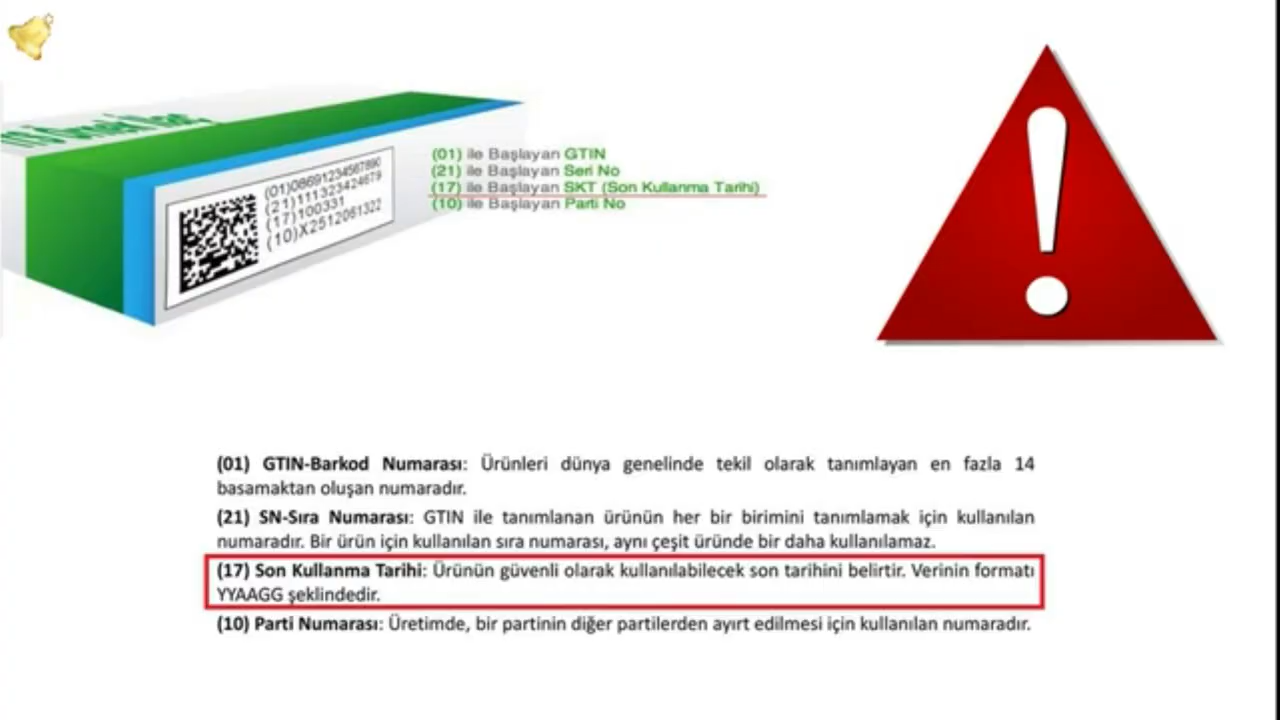 Örnek İlaç
(01)08691234567890
(21)111323424679
(17)100331
(10)X2512061322
(01) ile Başlayan GTIN
(21) ile Başlayan Seri No
(17) ile Başlayan SKT (Son Kullanma Tarihi)
(10) ile Başlayan Parti No
(01) GTIN-Barkod Numarası: Ürünleri dünya genelinde tekil olarak tanımlayan en fazla 14
basamaktan oluşan numaradır.
(21) SN-Sıra Numarası: GTIN ile tanımlanan ürünün her bir birimini tanımlamak için kullanılan
numaradır. Bir ürün için kullanılan sıra numarası, aynı çeşit üründe bir daha kullanılamaz.
(17) Son Kullanma Tarihi: Ürünün güvenli olarak kullanılabilecek son tarihini belirtir. Verinin formatı
YYAAGG şeklindedir.
(10) Parti Numarası: Üretimde, bir partinin diğer partilerden ayırt edilmesi için kullanılan numaradır.